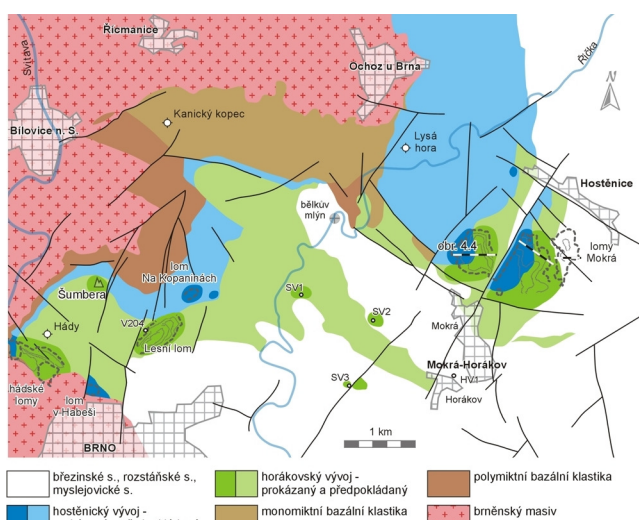 Říčmánice
Svitava
Říčka
Ochoz u Brna
Kanický kopec
Bílovice n. S.
Lysá
hora
N
Hostěnice
bělkův
mlýn
obr. 4.4
lomy
Mokrá
lom
Na Kopaninách
Šumbera
SV1
SV2
V204
Hády
Lesní lom
Mokrá
Mokrá-Horákov
HV1
SV3
Horákov
hádské
lomy
lom
v Habeši
BRNO
1 km
březinské s., rozstáňské s.,
myslejovické s.
horákovský vývoj -
prokázaný a předpokládaný
polymiktní bazální klastika
hostěnický vývoj -
monomiktní bazální klastika
brněnský masiv